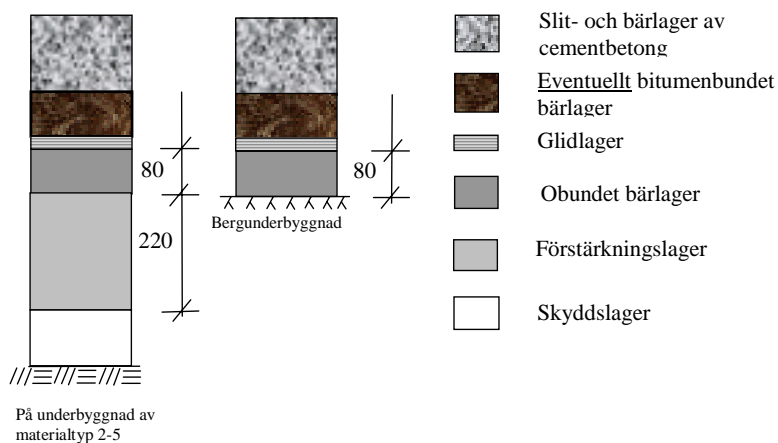 80
220
På underbyggnad av
materialtyp 2-5
80
Bergunderbyggnad
Slit- och bärlager av
cementbetong
Eventuellt bitumenbundet
bärlager
Glidlager
Obundet bärlager
Förstärkningslager
Skyddslager